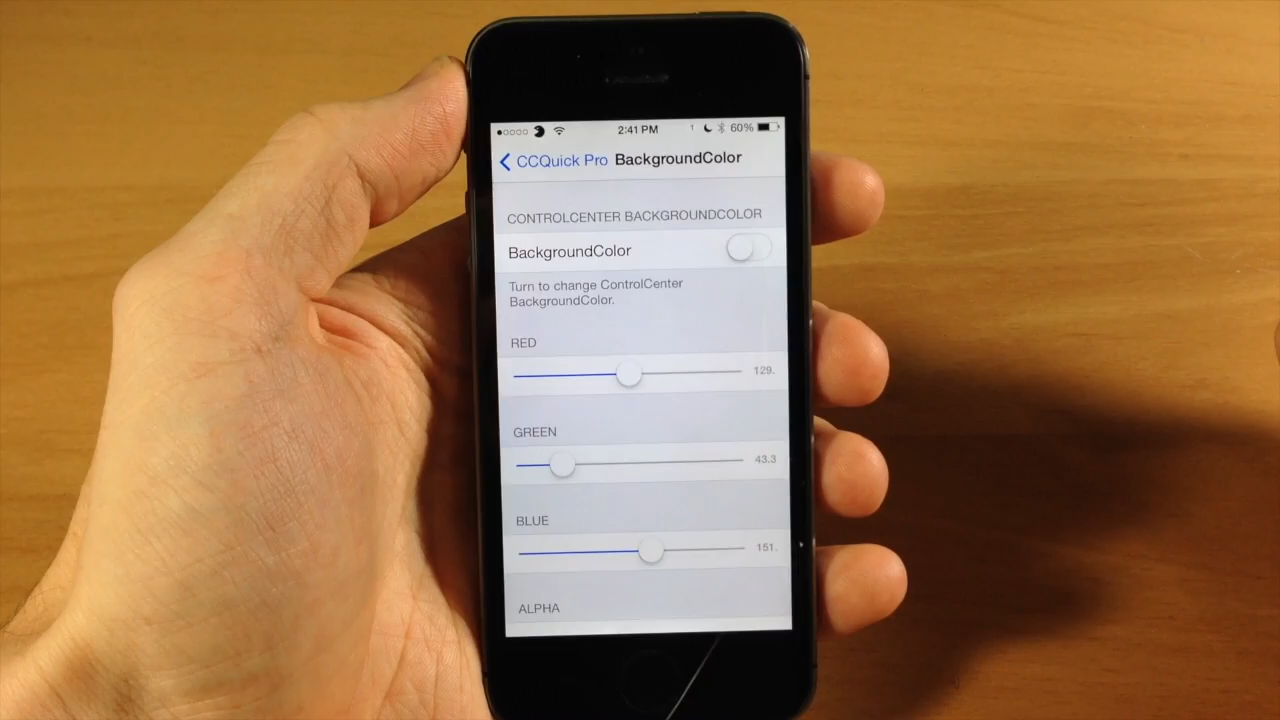 2:41 PM 60%
CCQuick Pro BackgroundColor
CONTROLCENTER BACKGROUNDCOLOR
BackgroundColor
Turn to change ControlCenter
BackgroundColor.
RED
129.
GREEN
43.3
BLUE
151.
ALPHA